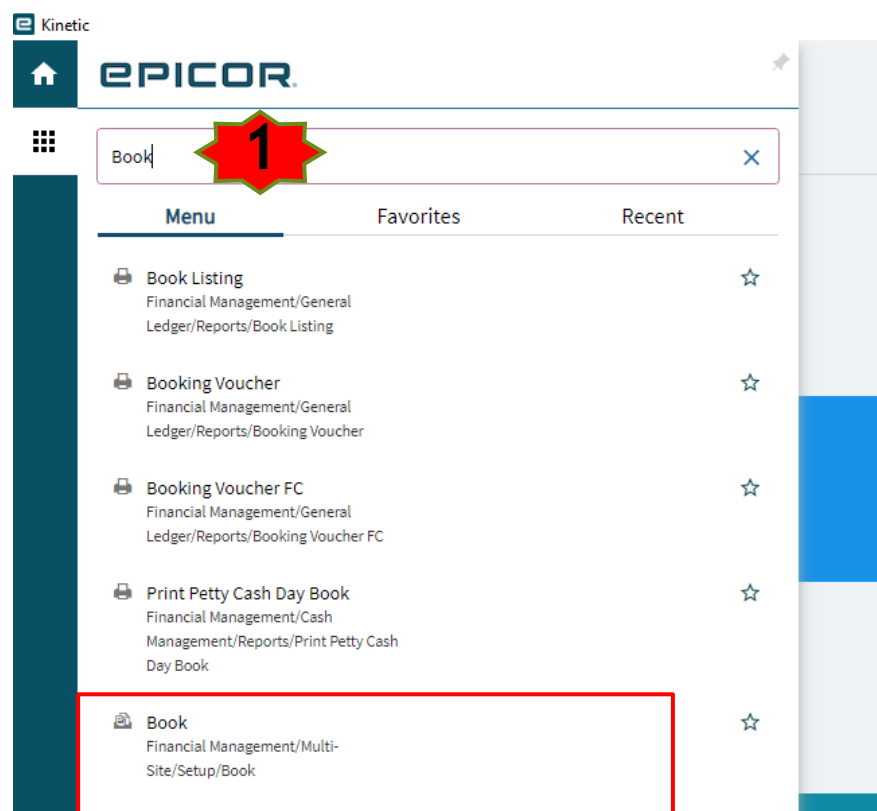 Kinetic
EPICOR
1
Book
Menu Favorites Recent
Book Listing
Financial Management/General
Ledger/Reports/Book Listing
Booking Voucher
Financial Management/General
Ledger/Reports/Booking Voucher
Booking Voucher FC
Financial Management/General
Ledger/Reports/Booking Voucher FC
Print Petty Cash Day Book
Financial Management/Cash
Management/Reports/Print Petty Cash
Day Book
Book
Financial Management/Multi-
Site/Setup/Book